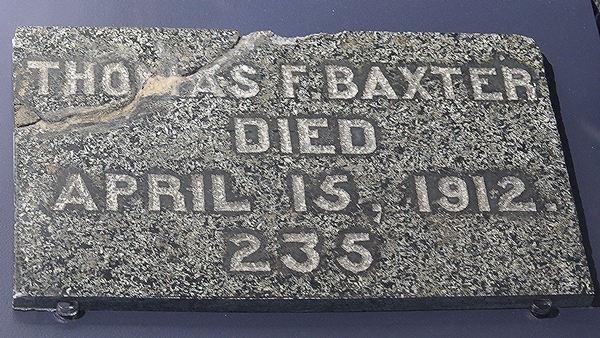 THOMAS F. BAXTER
DIED
APRIL 15, 1912.
235